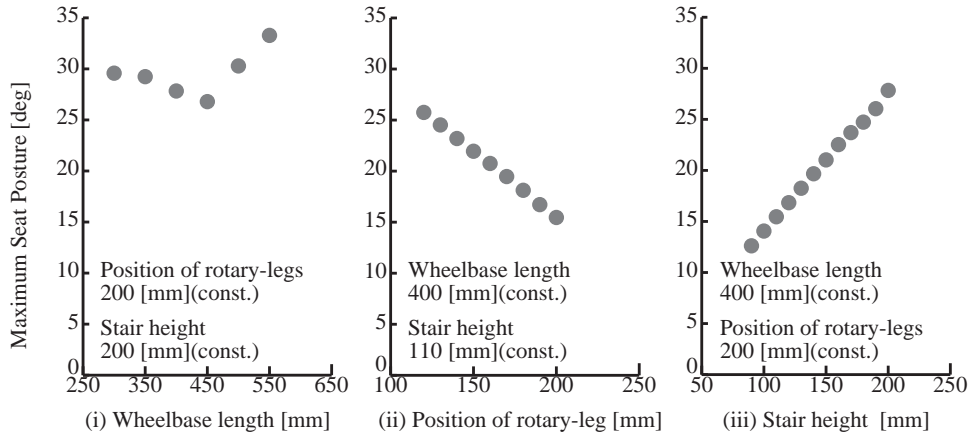 Maximum Seat Posture [deg]
35
30
25
20
15
10
5
0
Position of rotary-legs
200 [mm](const.)
Stair height
200 [mm](const.)
250 350 450 550 650
(i) Wheelbase length [mm]
35
30
25
20
15
10
5
0
Wheelbase length
400 [mm](const.)
Stair height
110 [mm](const.)
100 150 200 250
(ii) Position of rotary-leg [mm]
35
30
25
20
15
10
5
0
Wheelbase length
400 [mm](const.)
Position of rotary-legs
200 [mm](const.)
50 100 150 200 250
(iii) Stair height [mm]